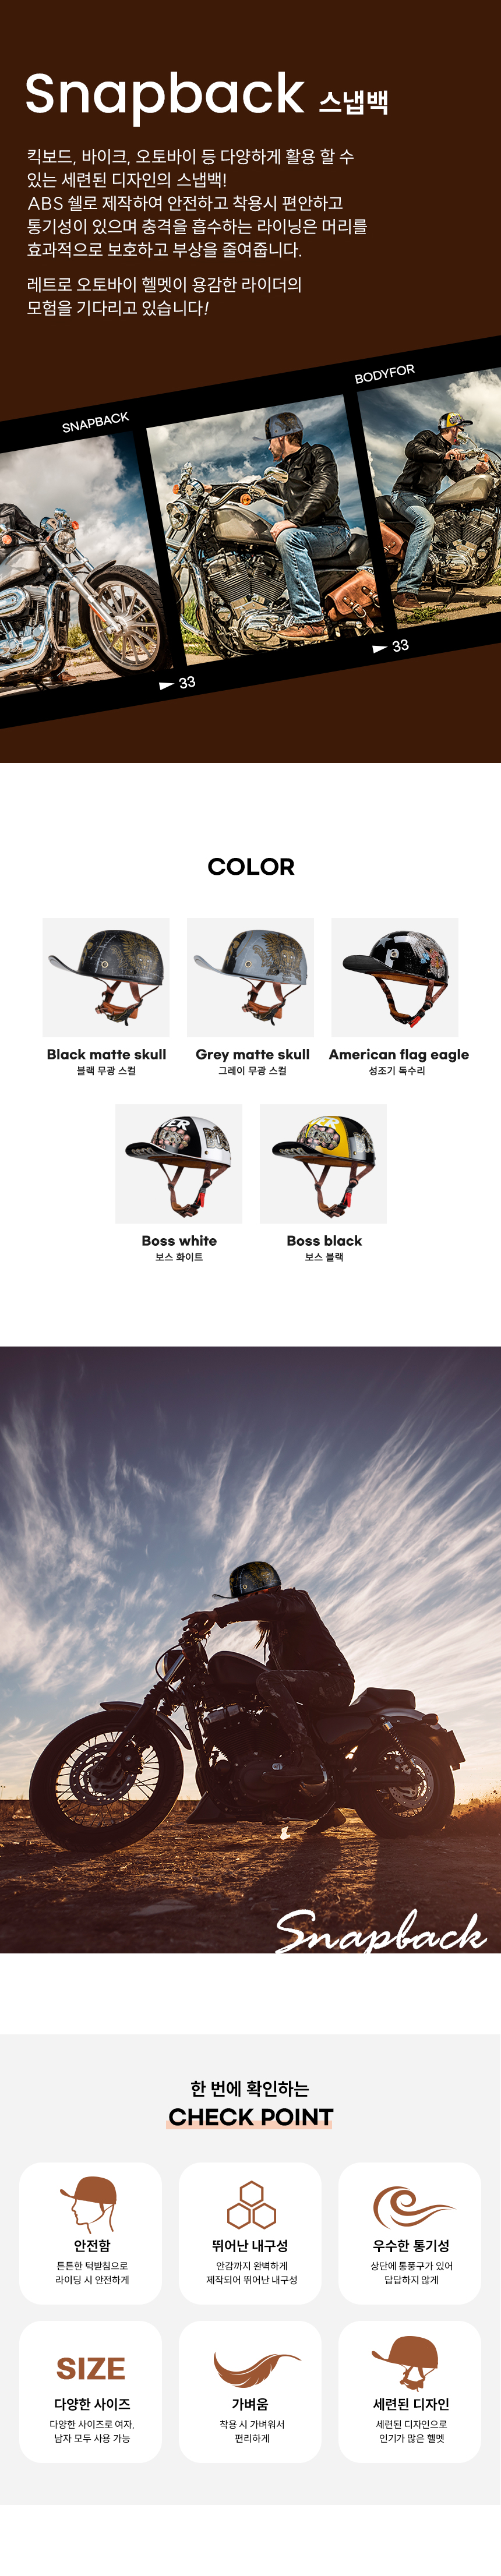 Snapback 스냅백
킥보드, 바이크, 오토바이 등 다양하게 활용 할 수
있는 세련된 디자인의 스냅백!
ABS 쉘로 제작하여 안전하고 착용시 편안하고
통기성이 있으며 충격을 흡수하는 라이닝은 머리를
효과적으로 보호하고 부상을 줄여줍니다.
레트로 오토바이 헬멧이 용감한 라이더의
모험을 기다리고 있습니다!
SNAPBACK
BODYFOR
33
33
COLOR
Black matte skull
블랙 무광 스컬
Grey matte skull
그레이 무광 스컬
American flag eagle
성조기 독수리
Boss white
보스 화이트
Boss black
보스 블랙
Snapback
한 번에 확인하는
CHECK POINT
안전함
튼튼한 턱받침으로
라이딩 시 안전하게
뛰어난 내구성
안감까지 완벽하게
제작되어 뛰어난 내구성
우수한 통기성
상단에 통풍구가 있어
답답하지 않게
SIZE
다양한 사이즈
다양한 사이즈로 여자,
남자 모두 사용 가능
가벼움
착용 시 가벼워서
편리하게
세련된 디자인
세련된 디자인으로
인기가 많은 헬멧